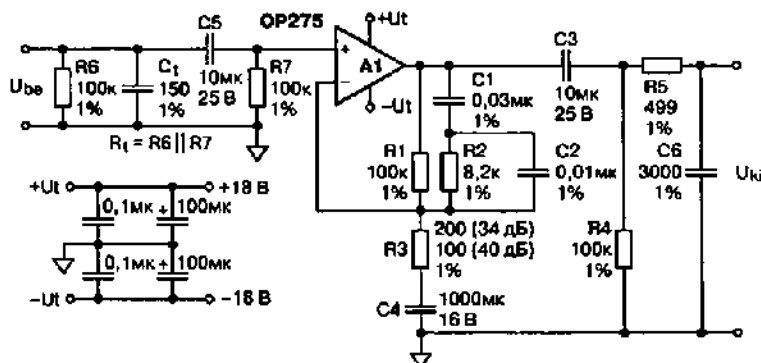 C5
OP275
+Ut
Ube
R6
100к
1%
Ct
150
1%
10мк
25 В
R7
100к
1%
Rt = R6 || R7
+
−
A1
−Ut
C3
10мк
25 В
C1
0,03мк
1%
R5
499
1%
R1
100к
1%
R2
8,2к
1%
C2
0,01мк
1%
C6
3000
1%
Uki
+Ut
+18 В
0,1мк
+
100мк
0,1мк
+
100мк
−Ut
−18 В
R3
200 (34 дБ)
100 (40 дБ)
1%
R4
100к
1%
C4
1000мк
16 В